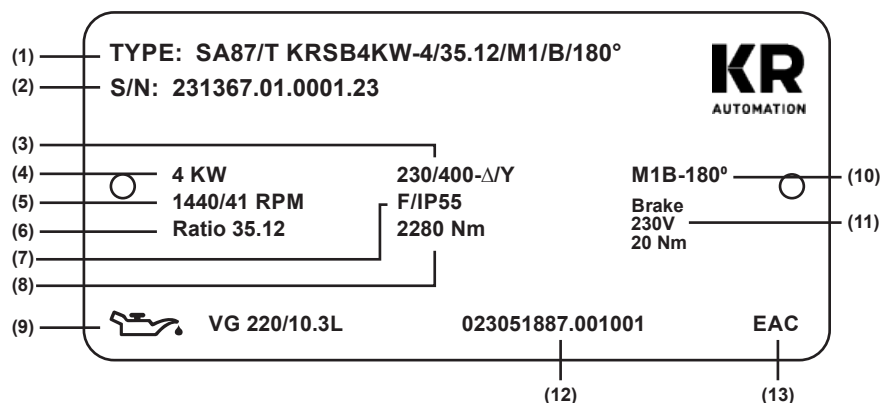 (1) TYPE: SA87/T KRSB4KW-4/35.12/M1/B/180°
(2) S/N: 231367.01.0001.23
KR
AUTOMATION
(3)
(4) 4 KW 230/400-∆/Y M1B-180º (10)
(5) 1440/41 RPM F/IP55 Brake
(6) Ratio 35.12 2280 Nm 230V (11)
20 Nm
(7)
(8)
(9) VG 220/10.3L 023051887.001001 EAC
(12) (13)